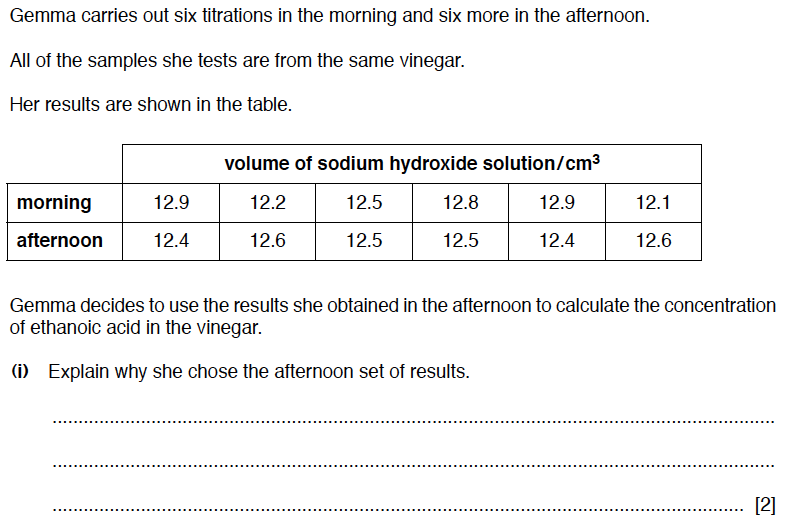 Gemma carries out six titrations in the morning and six more in the afternoon.
All of the samples she tests are from the same vinegar.
Her results are shown in the table.
volume of sodium hydroxide solution/cm³
morning 12.9 12.2 12.5 12.8 12.9 12.1
afternoon 12.4 12.6 12.5 12.5 12.4 12.6
Gemma decides to use the results she obtained in the afternoon to calculate the concentration
of ethanoic acid in the vinegar.
(i) Explain why she chose the afternoon set of results.
[2]